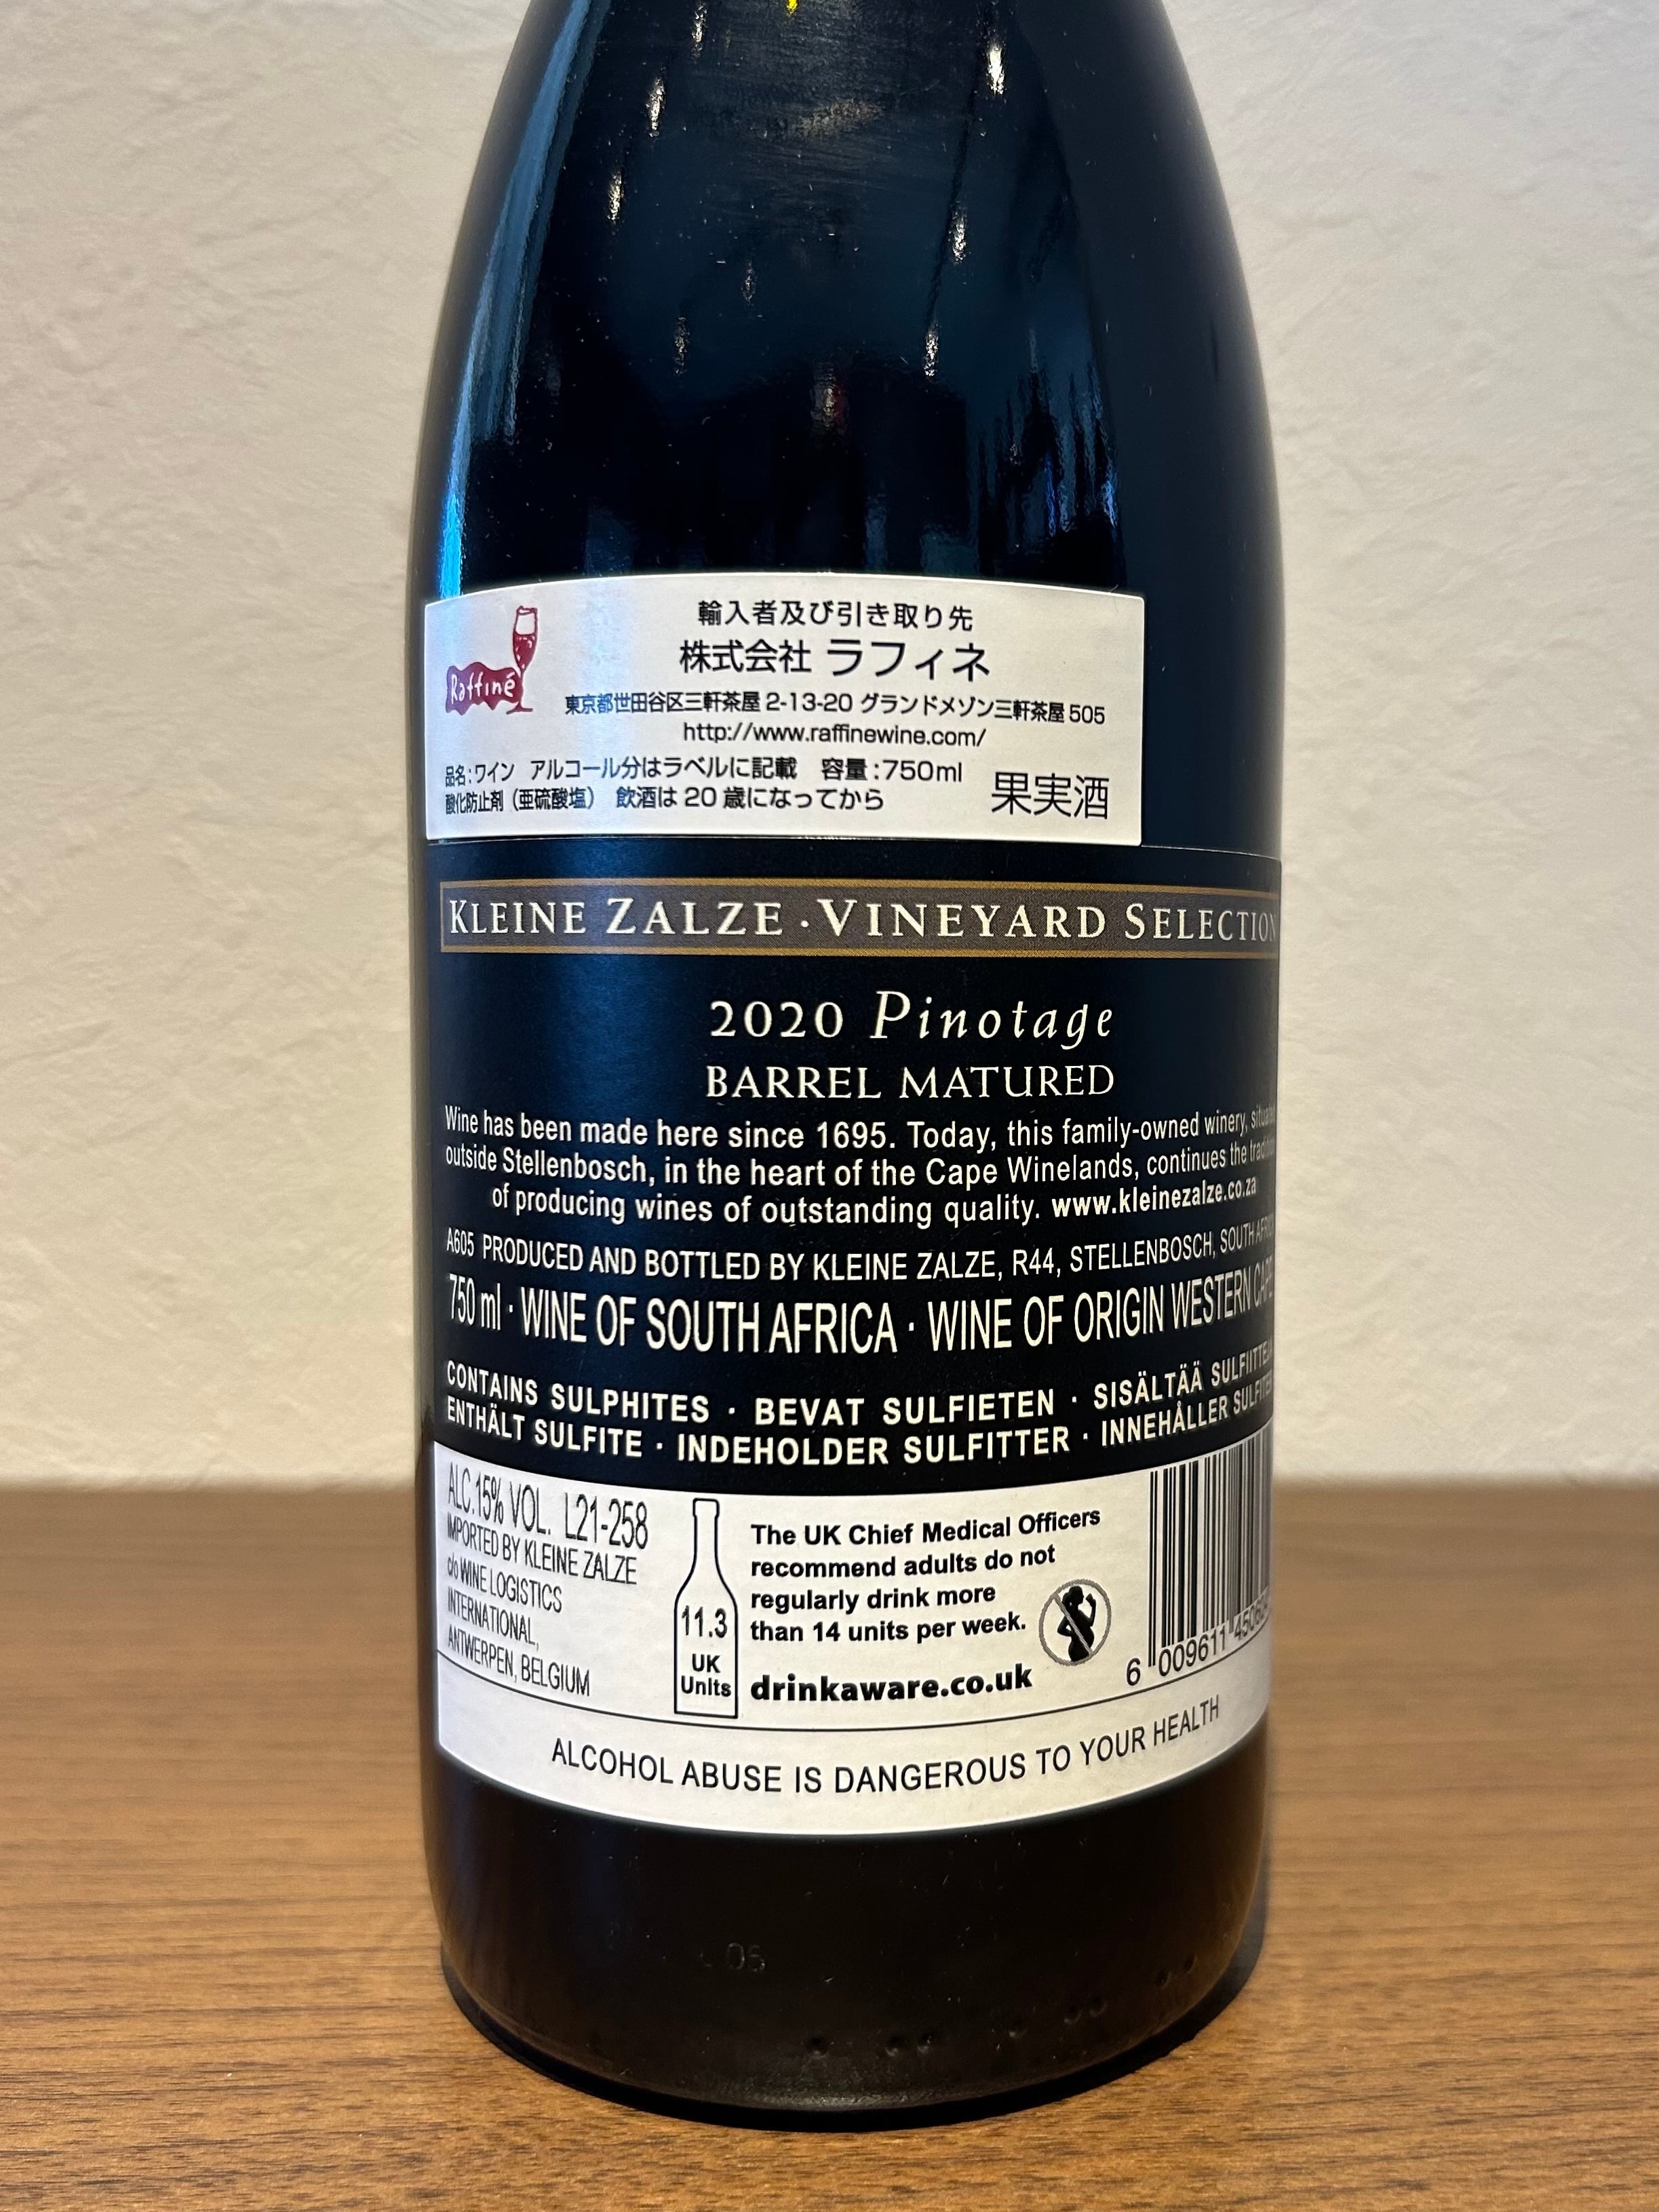 Raffiné
輸入者及び引き取り先
株式会社 ラフィネ
東京都世田谷区三軒茶屋 2-13-20 グランドメゾン三軒茶屋 505
http://www.raffinewine.com/
品名:ワイン アルコール分はラベルに記載 容量:750ml
酸化防止剤(亜硫酸塩) 飲酒は 20 歳になってから
果実酒
KLEINE ZALZE · VINEYARD SELECTION
2020 Pinotage
BARREL MATURED
Wine has been made here since 1695. Today, this family-owned winery, situated
outside Stellenbosch, in the heart of the Cape Winelands, continues the
of producing wines of outstanding quality. www.kleinezalze.co.za
A605 PRODUCED AND BOTTLED BY KLEINE ZALZE, R44, STELLENBOSCH, SOUTH AFRICA
750 ml · WINE OF SOUTH AFRICA · WINE OF ORIGIN WESTERN CAPE
CONTAINS SULPHITES · BEVAT SULFIETEN · SISÄLTÄÄ
ENTHÄLT SULFITE · INDEHOLDER SULFITTER · INNEHÅLLER
ALC.15% VOL. L21-258
IMPORTED BY KLEINE ZALZE
c/o WINE LOGISTICS
INTERNATIONAL,
ANTWERPEN, BELGIUM
11.3
UK
Units
The UK Chief Medical Officers
recommend adults do not
regularly drink more
than 14 units per week.
drinkaware.co.uk
6 009611
ALCOHOL ABUSE IS DANGEROUS TO YOUR HEALTH
05